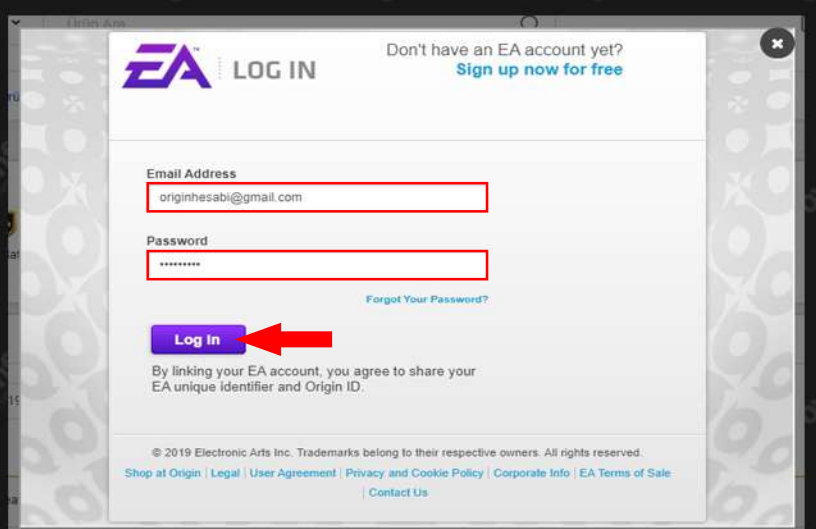 Ürün Ara
EA
LOG IN
Don't have an EA account yet?
Sign up now for free
Email Address
originhesabi@gmail.com
Password
•••••••••
Forgot Your Password?
Log In
By linking your EA account, you agree to share your
EA unique identifier and Origin ID.
© 2019 Electronic Arts Inc. Trademarks belong to their respective owners. All rights reserved.
Shop at Origin | Legal | User Agreement | Privacy and Cookie Policy | Corporate Info | EA Terms of Sale
| Contact Us